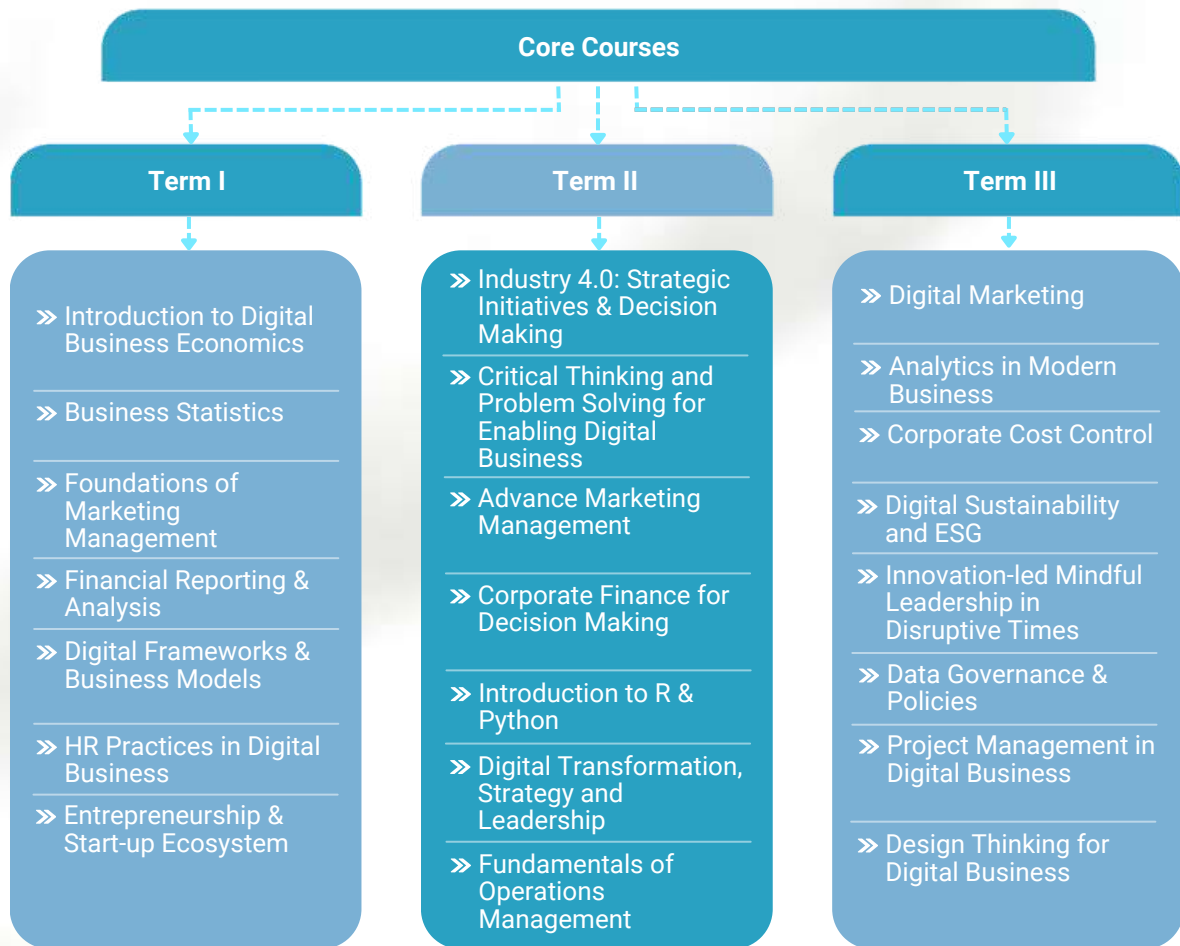 Core Courses
Term I
Introduction to Digital
Business Economics
Business Statistics
Foundations of
Marketing
Management
Financial Reporting &
Analysis
Digital Frameworks &
Business Models
HR Practices in Digital
Business
Entrepreneurship &
Start-up Ecosystem
Term II
Industry 4.0: Strategic
Initiatives & Decision
Making
Critical Thinking and
Problem Solving for
Enabling Digital
Business
Advance Marketing
Management
Corporate Finance for
Decision Making
Introduction to R &
Python
Digital Transformation,
Strategy and
Leadership
Fundamentals of
Operations
Management
Term III
Digital Marketing
Analytics in Modern
Business
Corporate Cost Control
Digital Sustainability
and ESG
Innovation-led Mindful
Leadership in
Disruptive Times
Data Governance &
Policies
Project Management in
Digital Business
Design Thinking for
Digital Business